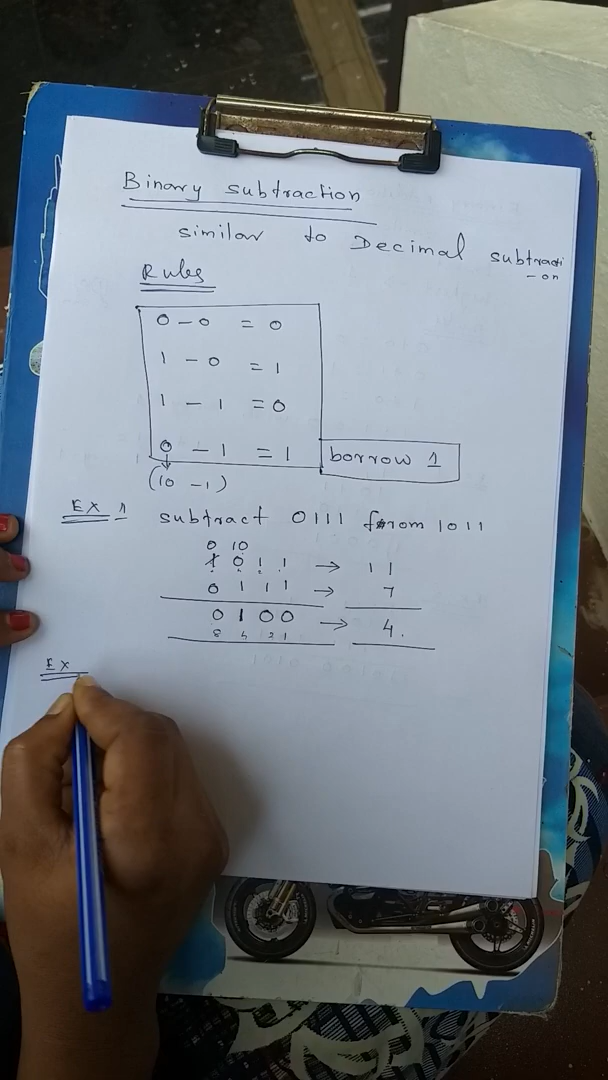 Binary subtraction
similar to Decimal subtracti
-on
Rules
0 - 0 = 0
1 - 0 = 1
1 - 1 = 0
0 - 1 = 1 borrow 1
(10 - 1)
EX 1 subtract 0111 from 1011
0 10
1 0 1 1 → 11
0 1 1 1 → 7
0 1 0 0 → 4.
8 4 2 1
EX